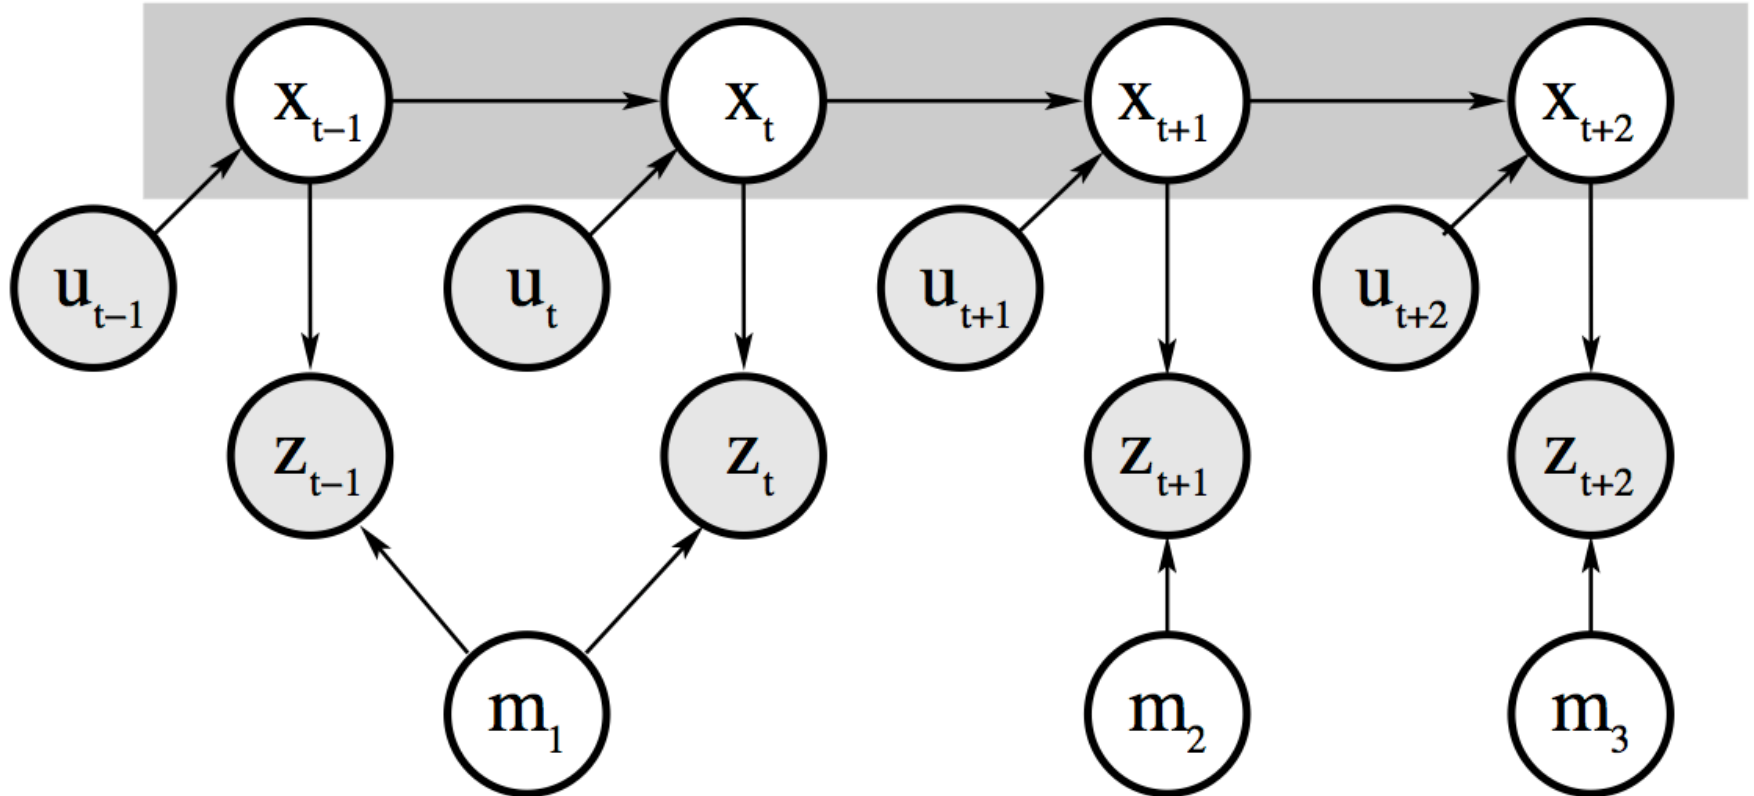 x_{t−1} x_t x_{t+1} x_{t+2}
u_{t−1} u_t u_{t+1} u_{t+2}
z_{t−1} z_t z_{t+1} z_{t+2}
m_1 m_2 m_3